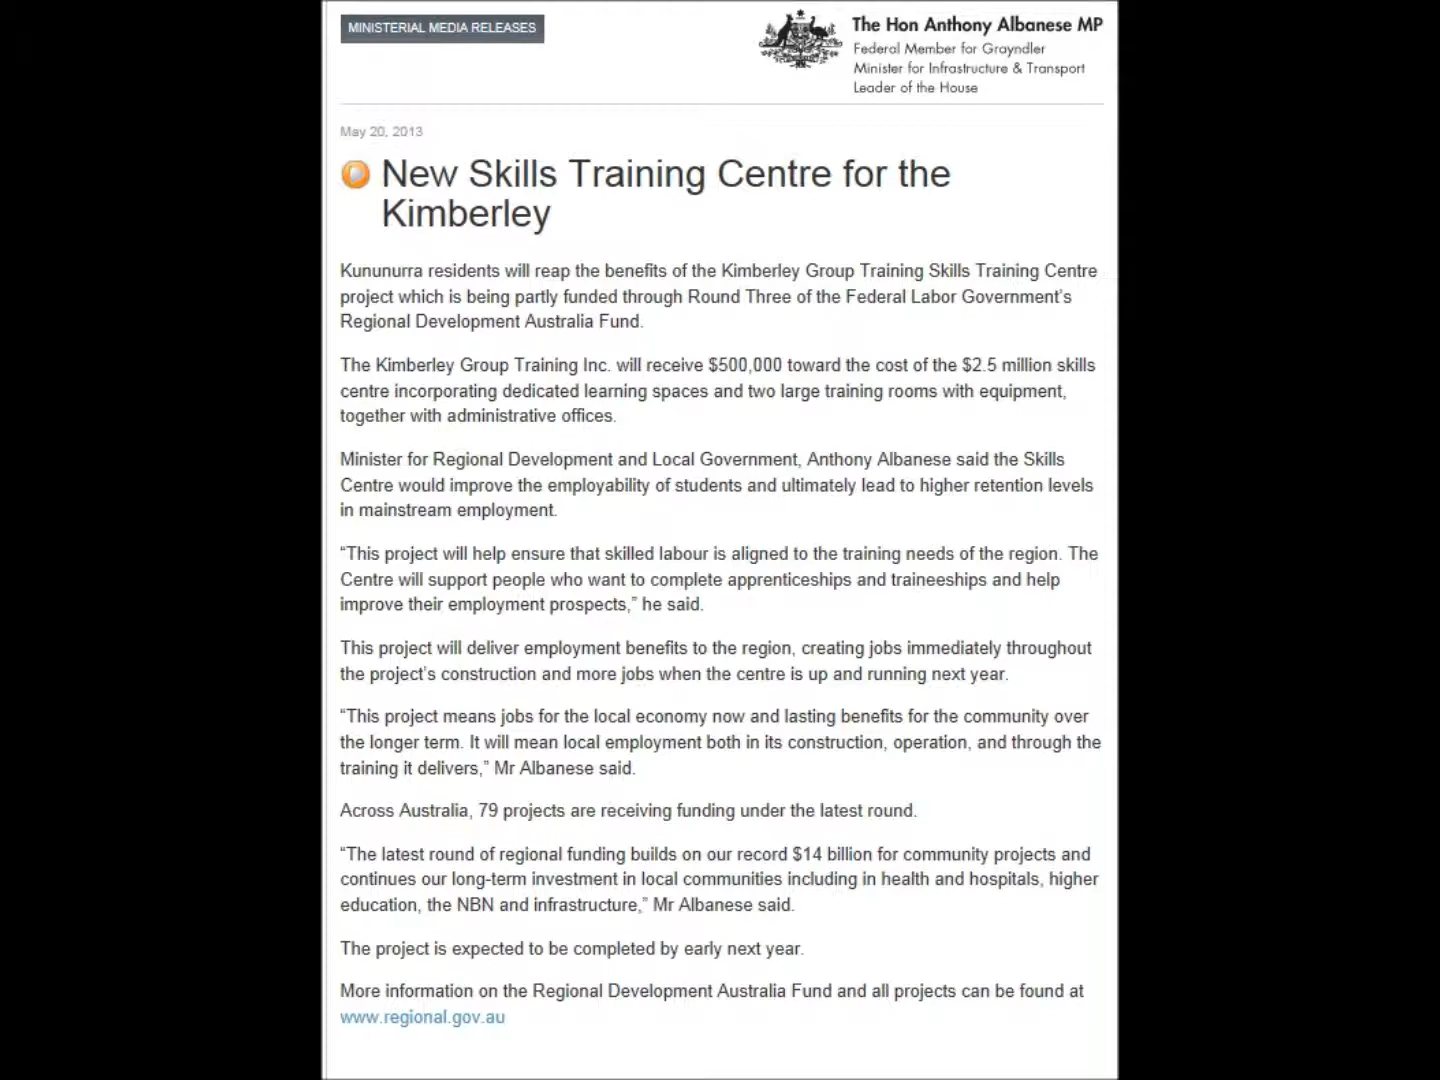 MINISTERIAL MEDIA RELEASES
The Hon Anthony Albanese MP
Federal Member for Grayndler
Minister for Infrastructure & Transport
Leader of the House
May 20, 2013
New Skills Training Centre for the
Kimberley
Kununurra residents will reap the benefits of the Kimberley Group Training Skills Training Centre
project which is being partly funded through Round Three of the Federal Labor Government’s
Regional Development Australia Fund.
The Kimberley Group Training Inc. will receive $500,000 toward the cost of the $2.5 million skills
centre incorporating dedicated learning spaces and two large training rooms with equipment,
together with administrative offices.
Minister for Regional Development and Local Government, Anthony Albanese said the Skills
Centre would improve the employability of students and ultimately lead to higher retention levels
in mainstream employment.
“This project will help ensure that skilled labour is aligned to the training needs of the region. The
Centre will support people who want to complete apprenticeships and traineeships and help
improve their employment prospects,” he said.
This project will deliver employment benefits to the region, creating jobs immediately throughout
the project’s construction and more jobs when the centre is up and running next year.
“This project means jobs for the local economy now and lasting benefits for the community over
the longer term. It will mean local employment both in its construction, operation, and through the
training it delivers,” Mr Albanese said.
Across Australia, 79 projects are receiving funding under the latest round.
“The latest round of regional funding builds on our record $14 billion for community projects and
continues our long-term investment in local communities including in health and hospitals, higher
education, the NBN and infrastructure,” Mr Albanese said.
The project is expected to be completed by early next year.
More information on the Regional Development Australia Fund and all projects can be found at
www.regional.gov.au